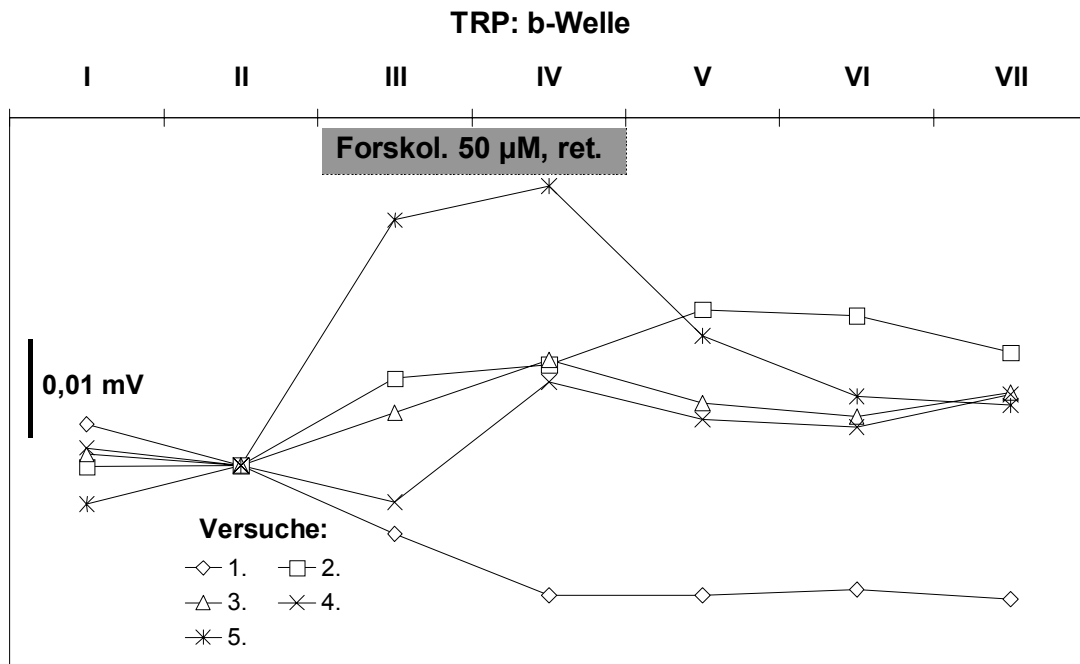 TRP: b-Welle
I II III IV V VI VII
Forskol. 50 µM, ret.
0,01 mV
Versuche:
1. 2.
3. 4.
5.